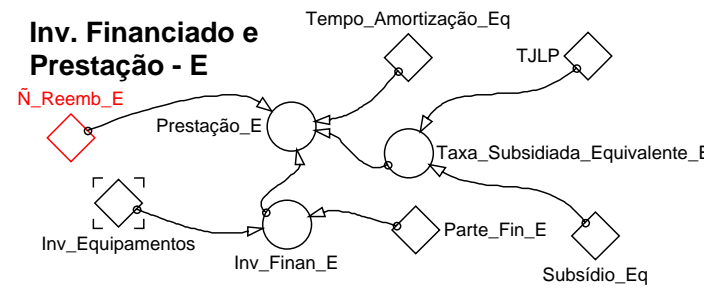 Inv. Financiado e
Prestação - E
Tempo_Amortização_Eq
TJLP
Ñ_Reemb_E
Prestação_E
Taxa_Subsidiada_Equivalente_E
Inv_Equipamentos
Inv_Finan_E
Parte_Fin_E
Subsídio_Eq